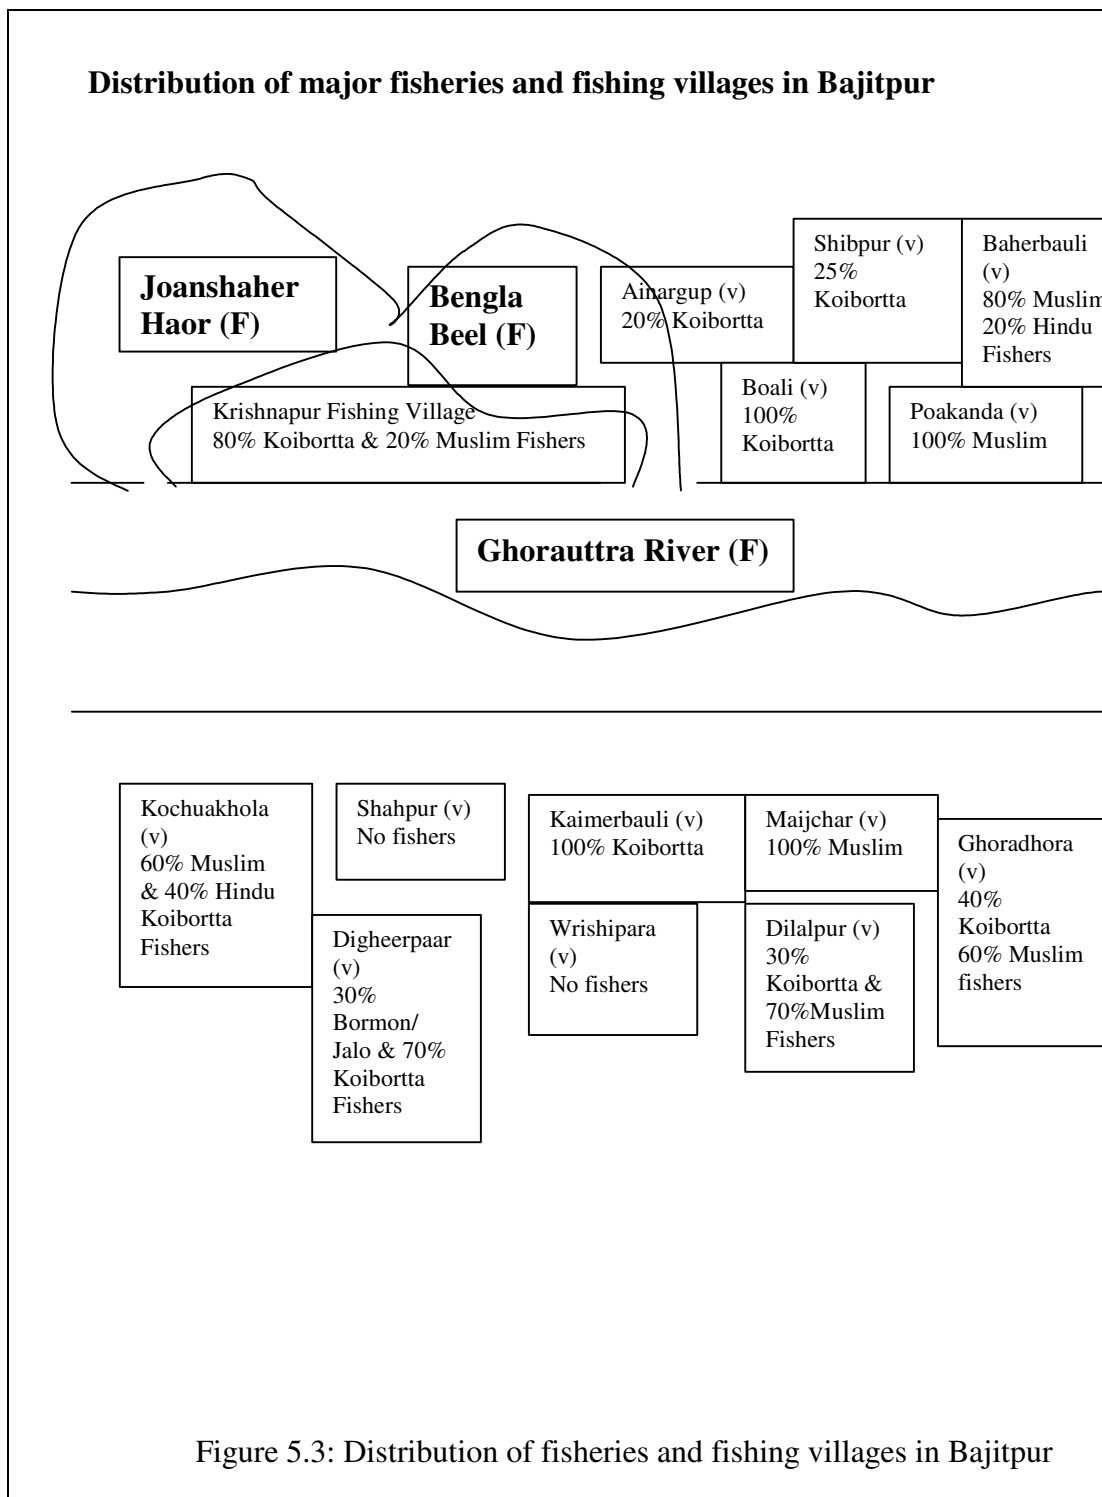 Distribution of major fisheries and fishing villages in Bajitpur
Joanshaher
Haor (F)
Bengla
Beel (F)
Ainargup (v)
20% Koibortta
Shibpur (v)
25%
Koibortta
Baherbauli
(v)
80% Muslim
20% Hindu
Fishers
Krishnapur Fishing Village
80% Koibortta & 20% Muslim Fishers
Boali (v)
100%
Koibortta
Poakanda (v)
100% Muslim
Ghorauttra River (F)
Kochuakhola
(v)
60% Muslim
& 40% Hindu
Koibortta
Fishers
Shahpur (v)
No fishers
Digheerpaar
(v)
30%
Bormon/
Jalo & 70%
Koibortta
Fishers
Kaimerbauli (v)
100% Koibortta
Wrishipara
(v)
No fishers
Maijchar (v)
100% Muslim
Dilalpur (v)
30%
Koibortta &
70%Muslim
Fishers
Ghoradhora
(v)
40%
Koibortta
60% Muslim
fishers
Figure 5.3: Distribution of fisheries and fishing villages in Bajitpur